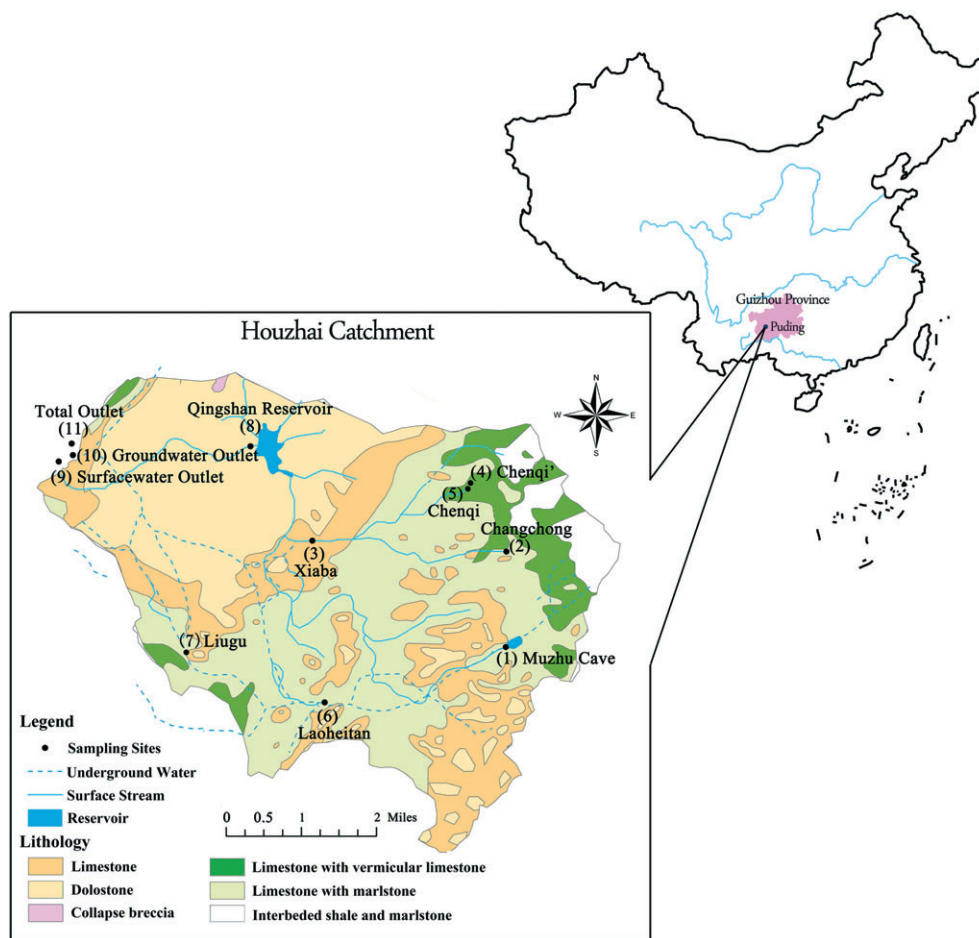 Guizhou Province
Puding
Houzhai Catchment
N
W
E
S
Total Outlet
(11)
Qingshan Reservoir
(8)
(10) Groundwater Outlet
(9) Surfacewater Outlet
(4) Chenqi’
(5)
Chenqi
Changchong
(2)
(3)
Xiaba
(7) Liugu
(1) Muzhu Cave
(6)
Laoheitan
Legend
Sampling Sites
Underground Water
Surface Stream
Reservoir
0 0.5 1 2 Miles
Lithology
Limestone
Dolostone
Collapse breccia
Limestone with vermicular limestone
Limestone with marlstone
Interbeded shale and marlstone